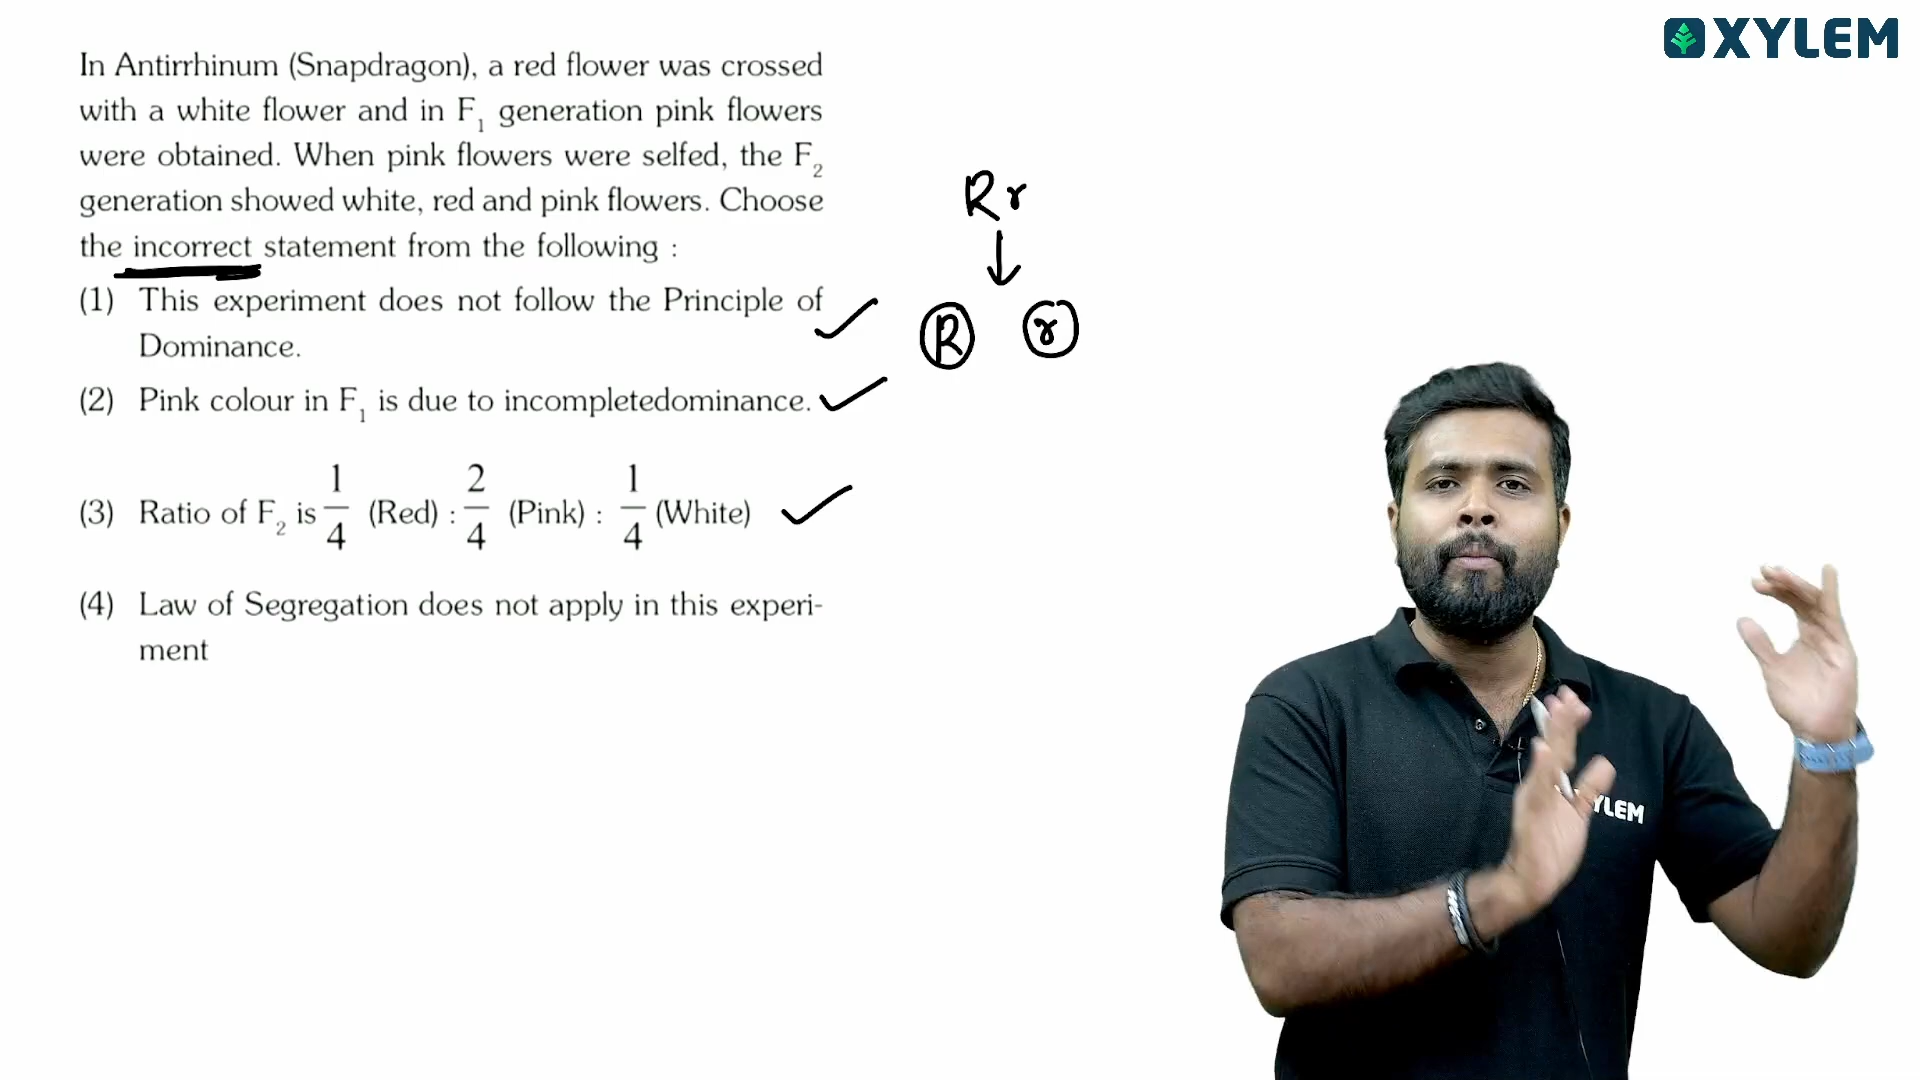 XYLEM
In Antirrhinum (Snapdragon), a red flower was crossed
with a white flower and in F₁ generation pink flowers
were obtained. When pink flowers were selfed, the F₂
generation showed white, red and pink flowers. Choose
the incorrect statement from the following :
(1) This experiment does not follow the Principle of
Dominance.
(2) Pink colour in F₁ is due to incompletedominance.
(3) Ratio of F₂ is 1/4 (Red) : 2/4 (Pink) : 1/4 (White)
(4) Law of Segregation does not apply in this experi-
ment
Rr
R r
YLEM